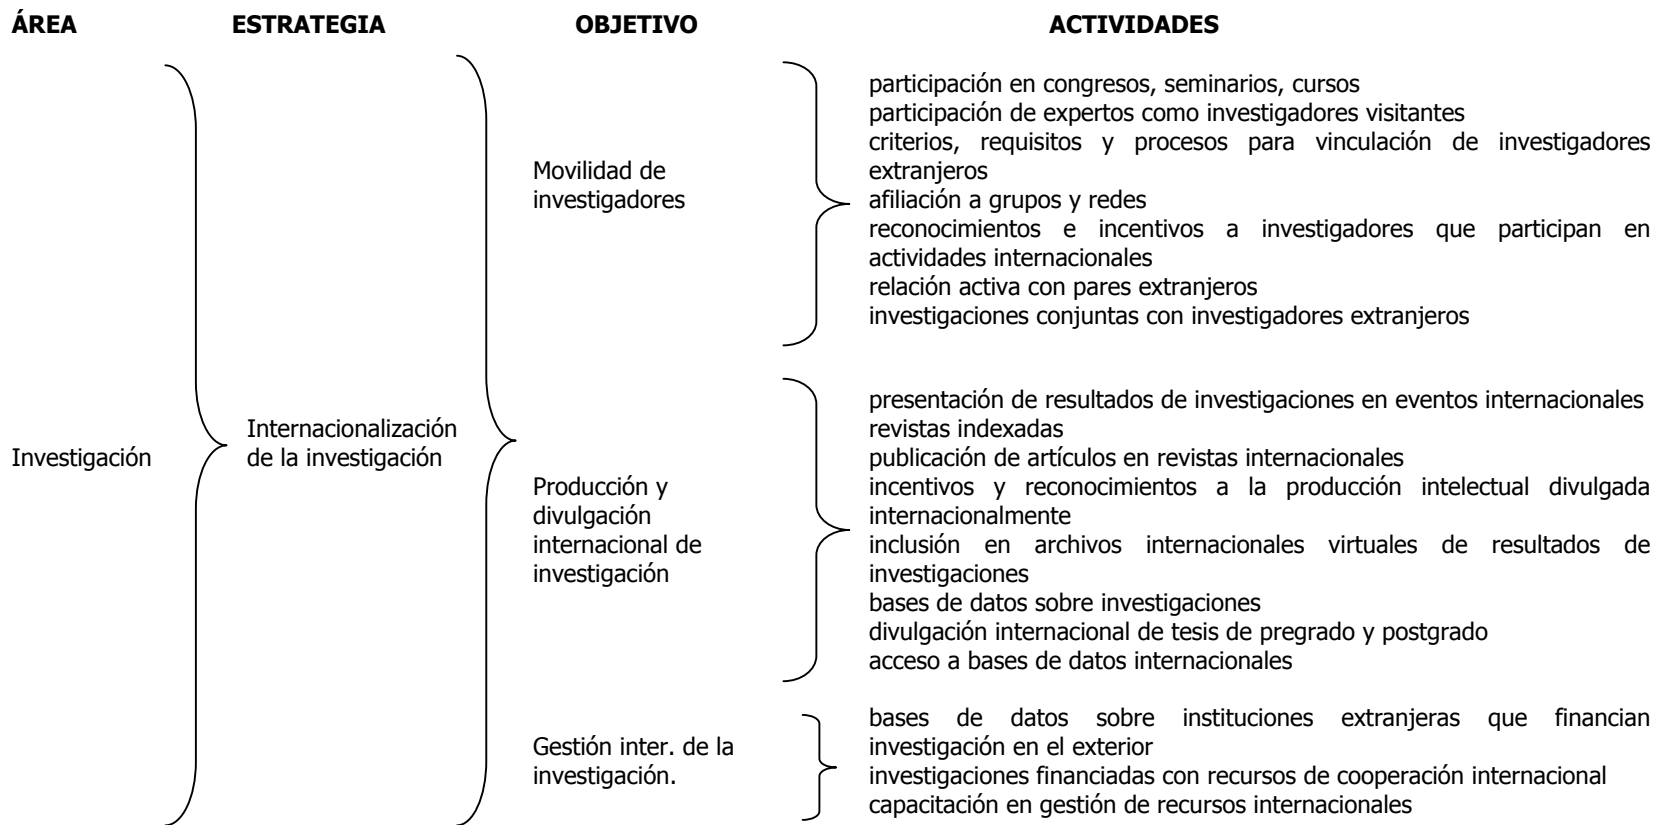 ÁREA ESTRATEGIA OBJETIVO ACTIVIDADES
Investigación
Internacionalización
de la investigación
Movilidad de
investigadores
participación en congresos, seminarios, cursos
participación de expertos como investigadores visitantes
criterios, requisitos y procesos para vinculación de investigadores
extranjeros
afiliación a grupos y redes
reconocimientos e incentivos a investigadores que participan en
actividades internacionales
relación activa con pares extranjeros
investigaciones conjuntas con investigadores extranjeros
Producción y
divulgación
internacional de
investigación
presentación de resultados de investigaciones en eventos internacionales
revistas indexadas
publicación de artículos en revistas internacionales
incentivos y reconocimientos a la producción intelectual divulgada
internacionalmente
inclusión en archivos internacionales virtuales de resultados de
investigaciones
bases de datos sobre investigaciones
divulgación internacional de tesis de pregrado y postgrado
acceso a bases de datos internacionales
Gestión inter. de la
investigación.
bases de datos sobre instituciones extranjeras que financian
investigación en el exterior
investigaciones financiadas con recursos de cooperación internacional
capacitación en gestión de recursos internacionales